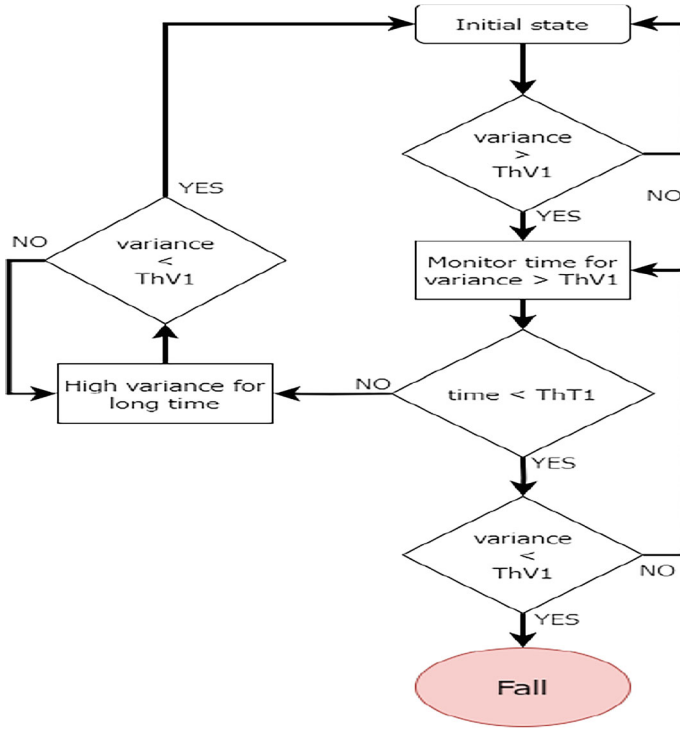 Initial state
variance
>
ThV1
NO
YES
YES
NO
variance
<
ThV1
Monitor time for
variance > ThV1
High variance for
long time
NO
time < ThT1
YES
variance
<
ThV1
NO
YES
Fall